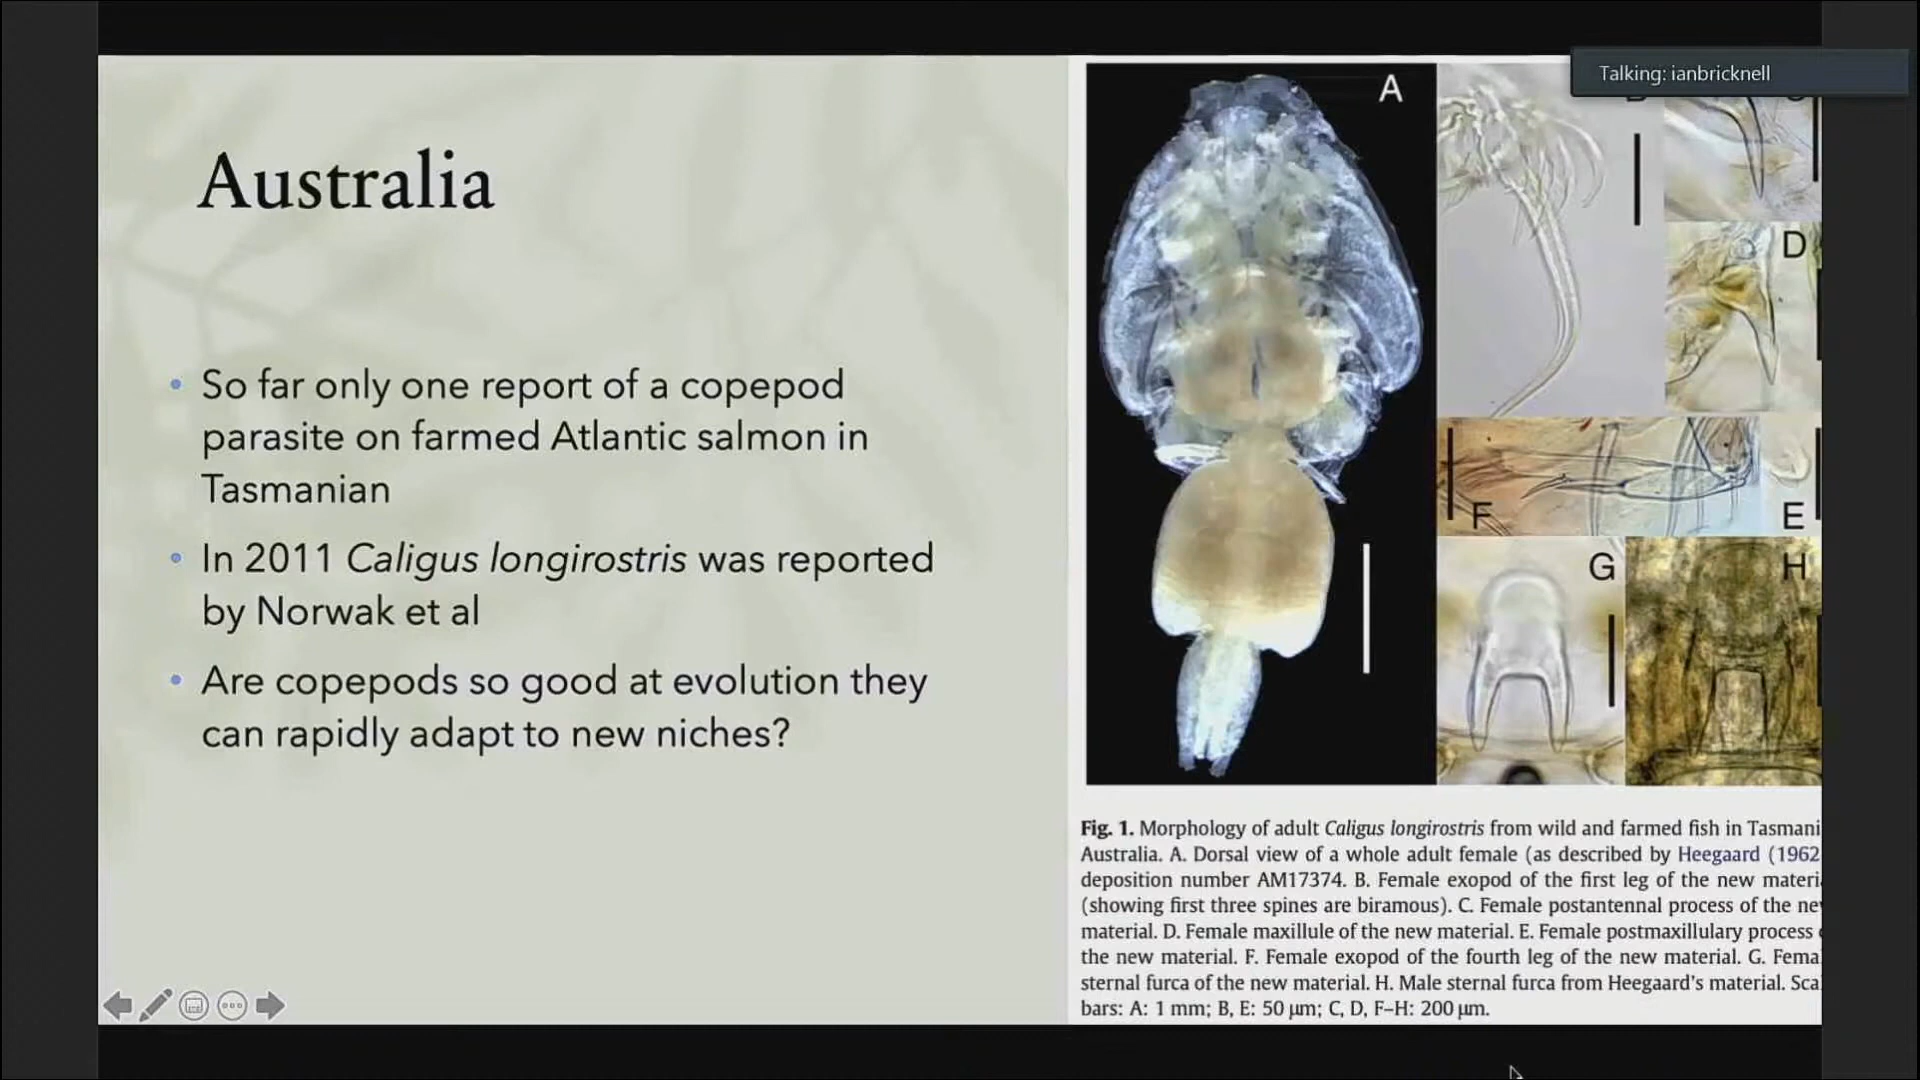 Talking: ianbricknell
Australia
• So far only one report of a copepod
parasite on farmed Atlantic salmon in
Tasmanian
• In 2011 Caligus longirostris was reported
by Norwak et al
• Are copepods so good at evolution they
can rapidly adapt to new niches?
A
D
F
E
G
H
Fig. 1. Morphology of adult Caligus longirostris from wild and farmed fish in Tasmani
Australia. A. Dorsal view of a whole adult female (as described by Heegaard (1962
deposition number AM17374. B. Female exopod of the first leg of the new materi
(showing first three spines are biramous). C. Female postantennal process of the ne
material. D. Female maxillule of the new material. E. Female postmaxillulary process
the new material. F. Female exopod of the fourth leg of the new material. G. Fema
sternal furca of the new material. H. Male sternal furca from Heegaard's material. Sca
bars: A: 1 mm; B, E: 50 μm; C, D, F–H: 200 μm.